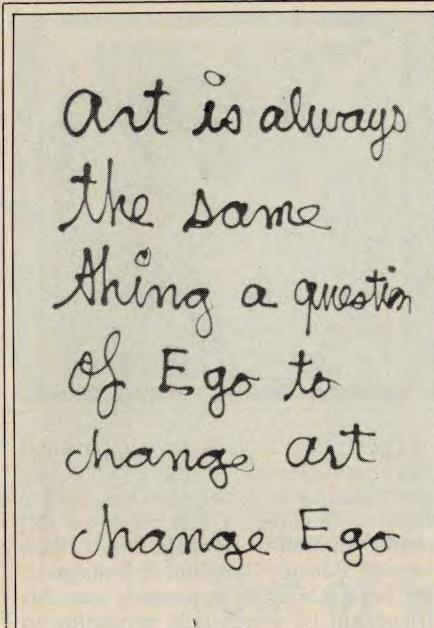 Art is always
the same
thing a question
of Ego to
change art
change Ego